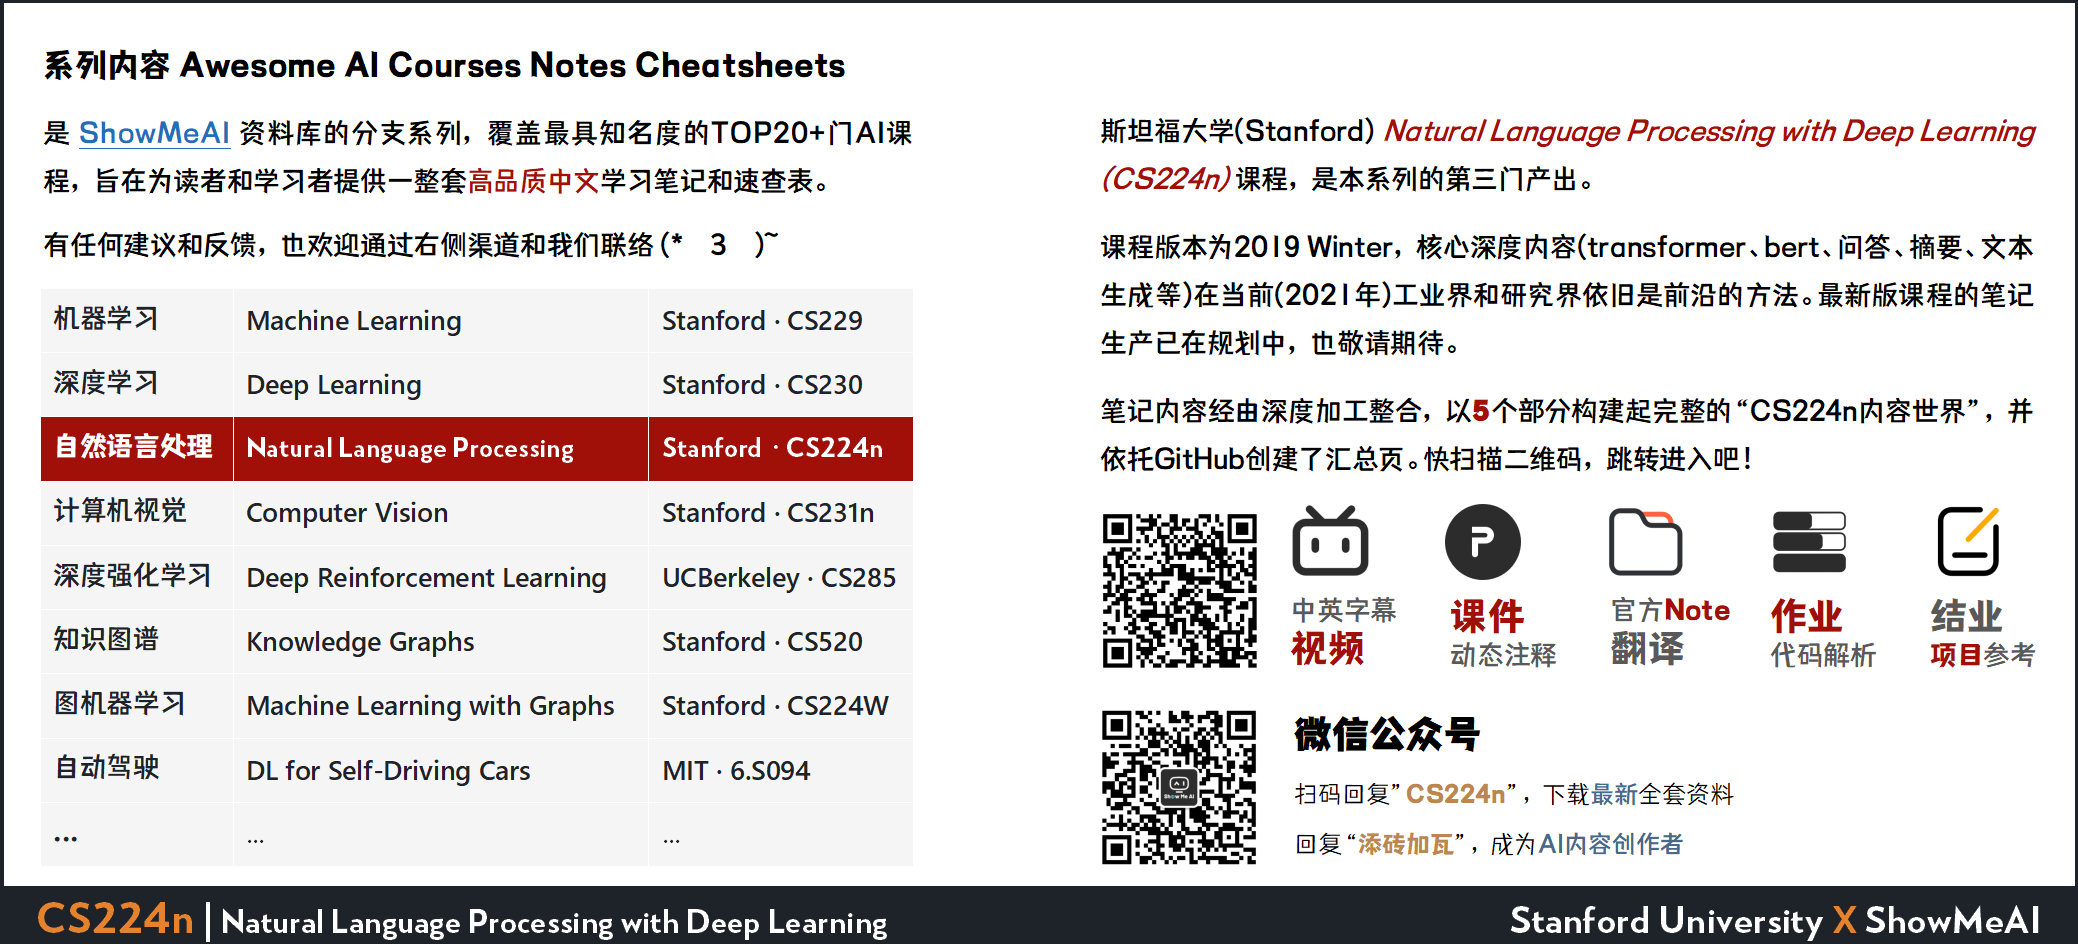 系列内容 Awesome AI Courses Notes Cheatsheets
是 ShowMeAI 资料库的分支系列，覆盖最具知名度的TOP20+门AI课
程，旨在为读者和学习者提供一整套高品质中文学习笔记和速查表。
有任何建议和反馈，也欢迎通过右侧渠道和我们联络(* 3 )~
机器学习 Machine Learning Stanford · CS229
深度学习 Deep Learning Stanford · CS230
自然语言处理 Natural Language Processing Stanford · CS224n
计算机视觉 Computer Vision Stanford · CS231n
深度强化学习 Deep Reinforcement Learning UCBerkeley · CS285
知识图谱 Knowledge Graphs Stanford · CS520
图机器学习 Machine Learning with Graphs Stanford · CS224W
自动驾驶 DL for Self-Driving Cars MIT · 6.S094
... ... ...
斯坦福大学(Stanford) Natural Language Processing with Deep Learning
(CS224n) 课程，是本系列的第三门产出。
课程版本为2019 Winter，核心深度内容(transformer、bert、问答、摘要、文本
生成等)在当前(2021年)工业界和研究界依旧是前沿的方法。最新版课程的笔记
生产已在规划中，也敬请期待。
笔记内容经由深度加工整合，以5个部分构建起完整的“CS224n内容世界”，并
依托GitHub创建了汇总页。快扫描二维码，跳转进入吧！
中英字幕
视频
P
课件
动态注释
官方Note
翻译
作业
代码解析
结业
项目参考
Show Me AI
微信公众号
扫码回复” CS224n”，下载最新全套资料
回复“添砖加瓦”，成为AI内容创作者
CS224n | Natural Language Processing with Deep Learning
Stanford University X ShowMeAI